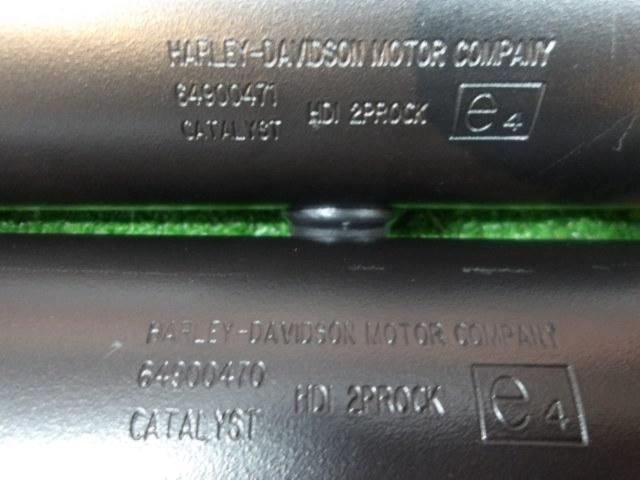 HARLEY-DAVIDSON MOTOR COMPANY
64900471
HDI 2PROCK e4
CATALYST
HARLEY-DAVIDSON MOTOR COMPANY
64900470
HDI 2PROCK e4
CATALYST